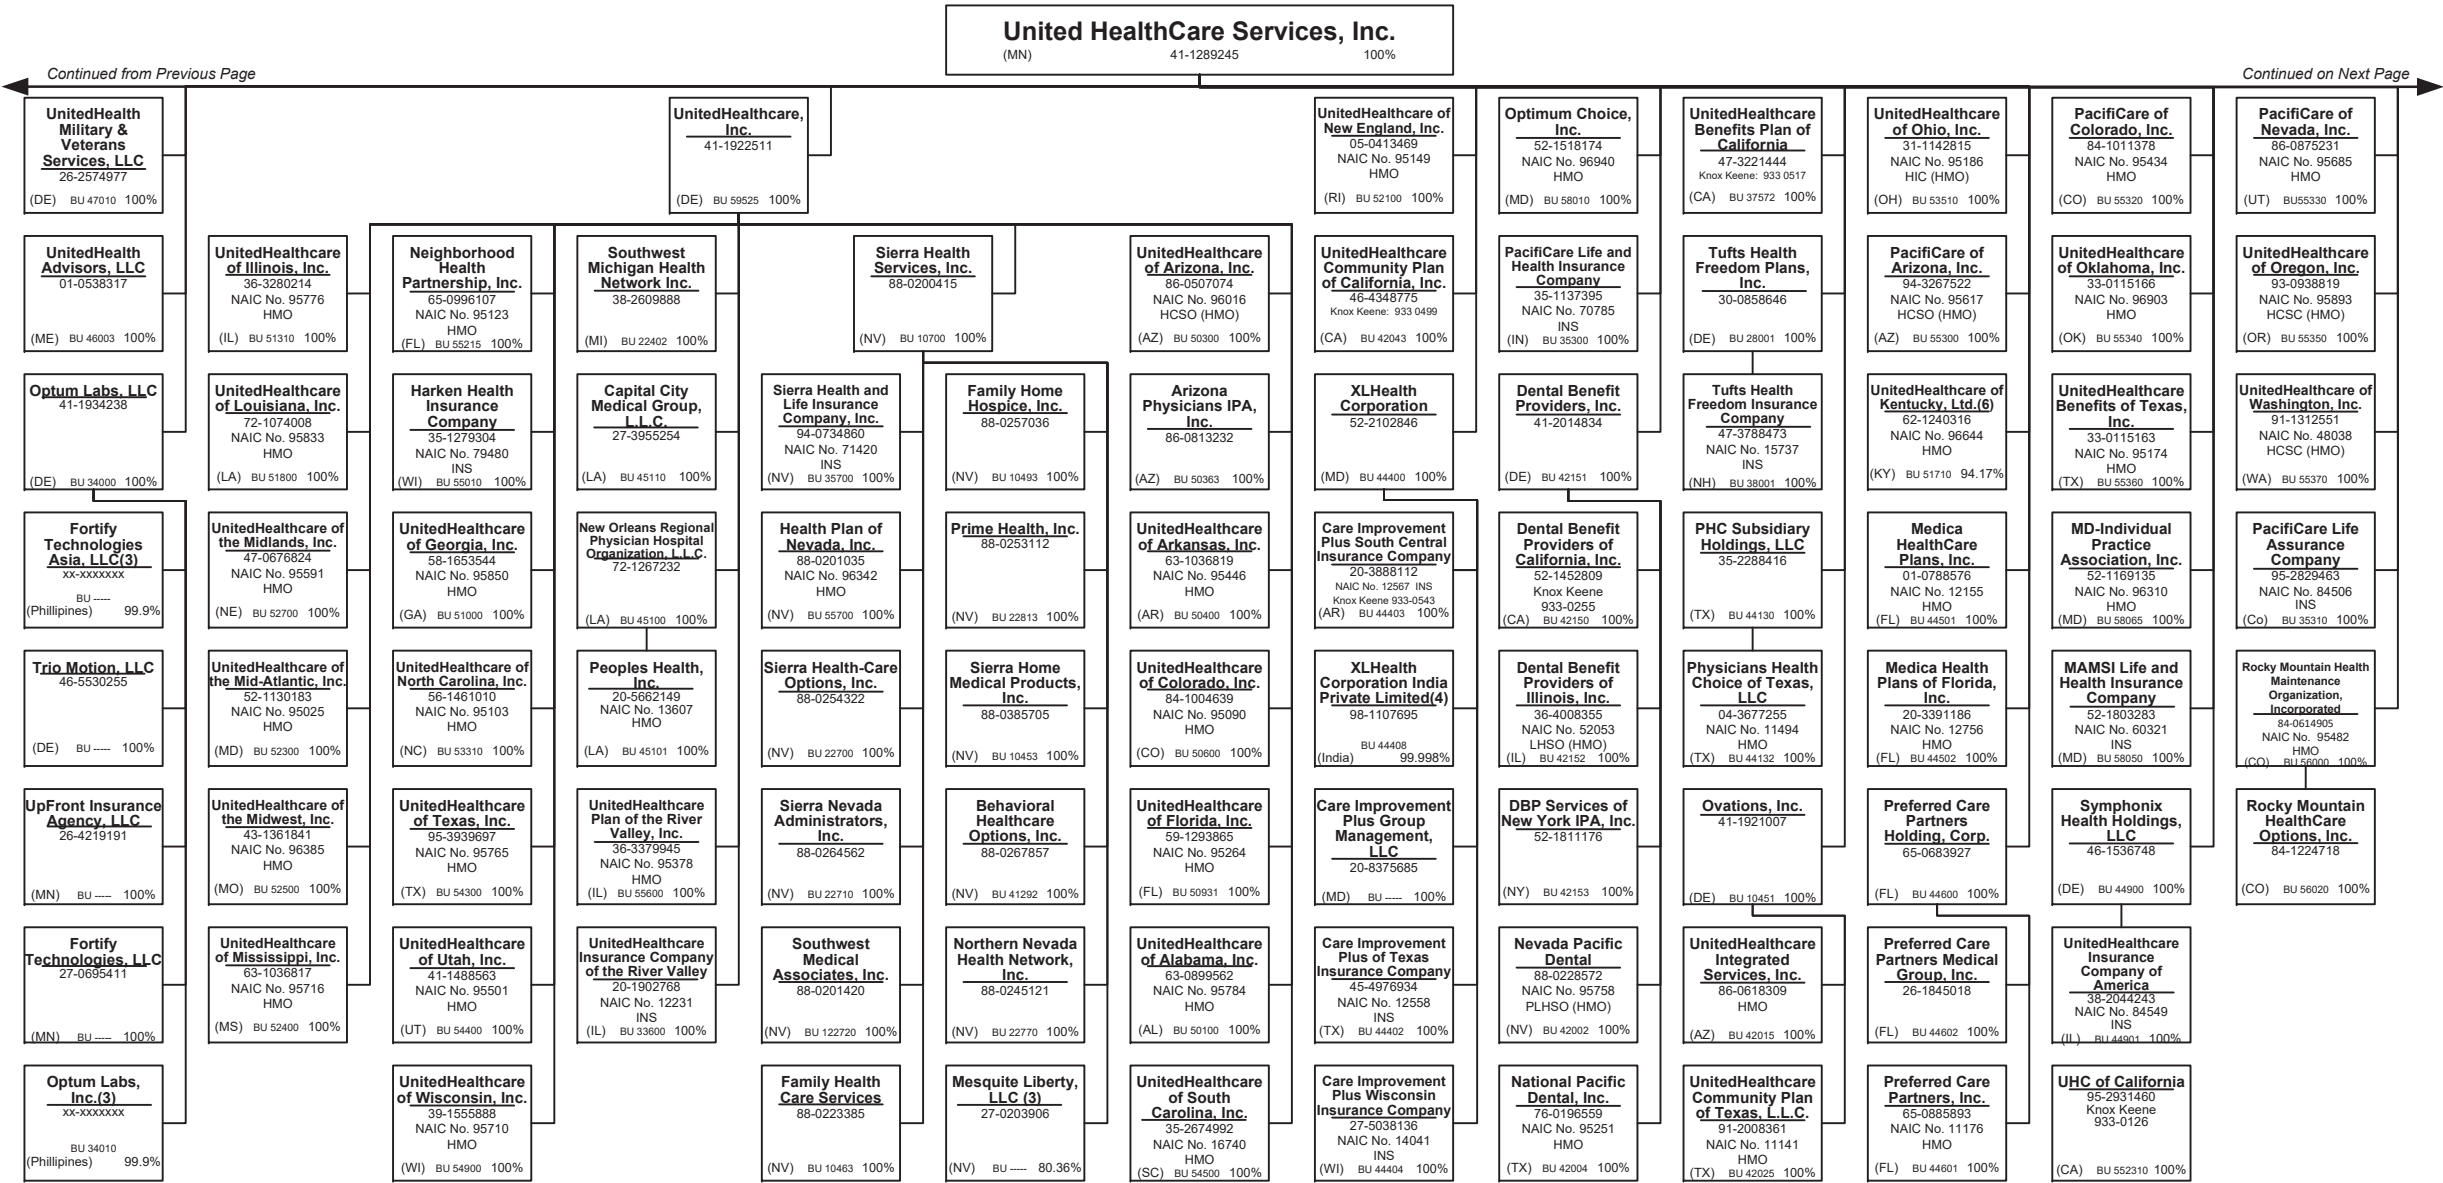 United HealthCare Services, Inc.
(MN) 41-1289245 100%
Continued from Previous Page
Continued on Next Page
UnitedHealth
Military &
Veterans
Services, LLC
26-2574977
(DE) BU 47010 100%
UnitedHealthcare,
Inc.
41-1922511
(DE) BU 59525 100%
UnitedHealthcare of
New England, Inc.
05-0413469
NAIC No. 95149
HMO
(RI) BU 52100 100%
Optimum Choice,
Inc.
52-1518174
NAIC No. 96940
HMO
(MD) BU 58010 100%
UnitedHealthcare
Benefits Plan of
California
47-3221444
Knox Keene: 933 0517
(CA) BU 37572 100%
UnitedHealthcare
of Ohio, Inc.
31-1142815
NAIC No. 95186
HIC (HMO)
(OH) BU 53510 100%
PacifiCare of
Colorado, Inc.
84-1011378
NAIC No. 95434
HMO
(CO) BU 55320 100%
PacifiCare of
Nevada, Inc.
86-0875231
NAIC No. 95685
HMO
(UT) BU55330 100%
UnitedHealth
Advisors, LLC
01-0538317
(ME) BU 46003 100%
UnitedHealthcare
of Illinois, Inc.
36-3280214
NAIC No. 95776
HMO
(IL) BU 51310 100%
Neighborhood
Health
Partnership, Inc.
65-0996107
NAIC No. 95123
HMO
(FL) BU 55215 100%
Southwest
Michigan Health
Network Inc.
38-2609888
(MI) BU 22402 100%
Sierra Health
Services, Inc.
88-0200415
(NV) BU 10700 100%
UnitedHealthcare
of Arizona, Inc.
86-0507074
NAIC No. 96016
HCSO (HMO)
(AZ) BU 50300 100%
UnitedHealthcare
Community Plan
of California, Inc.
46-4348775
Knox Keene: 933 0499
(CA) BU 42043 100%
PacifiCare Life and
Health Insurance
Company
35-1137395
NAIC No. 70785
INS
(IN) BU 35300 100%
Tufts Health
Freedom Plans,
Inc.
30-0858646
(DE) BU 28001 100%
PacifiCare of
Arizona, Inc.
94-3267522
NAIC No. 95617
HCSO (HMO)
(AZ) BU 55300 100%
UnitedHealthcare
of Oklahoma, Inc.
33-0115166
NAIC No. 96903
HMO
(OK) BU 55340 100%
UnitedHealthcare
of Oregon, Inc.
93-0938819
NAIC No. 95893
HCSC (HMO)
(OR) BU 55350 100%
Optum Labs, LLC
41-1934238
(DE) BU 34000 100%
UnitedHealthcare
of Louisiana, Inc.
72-1074008
NAIC No. 95833
HMO
(LA) BU 51800 100%
Harken Health
Insurance
Company
35-1279304
NAIC No. 79480
INS
(WI) BU 55010 100%
Capital City
Medical Group,
L.L.C.
27-3955254
(LA) BU 45110 100%
Sierra Health and
Life Insurance
Company, Inc.
94-0734860
NAIC No. 71420
INS
(NV) BU 35700 100%
Family Home
Hospice, Inc.
88-0257036
(NV) BU 10493 100%
Arizona
Physicians IPA,
Inc.
86-0813232
(AZ) BU 50363 100%
XLHealth
Corporation
52-2102846
(MD) BU 44400 100%
Dental Benefit
Providers, Inc.
41-2014834
(DE) BU 42151 100%
Tufts Health
Freedom Insurance
Company
47-3788473
NAIC No. 15737
INS
(NH) BU 38001 100%
UnitedHealthcare of
Kentucky, Ltd.(6)
62-1240316
NAIC No. 96644
HMO
(KY) BU 51710 94.17%
UnitedHealthcare
Benefits of Texas,
Inc.
33-0115163
NAIC No. 95174
HMO
(TX) BU 55360 100%
UnitedHealthcare of
Washington, Inc.
91-1312551
NAIC No. 48038
HCSC (HMO)
(WA) BU 55370 100%
Fortify
Technologies
Asia, LLC(3)
xx-xxxxxxx
BU -----
(Phillipines) 99.9%
UnitedHealthcare of
the Midlands, Inc.
47-0676824
NAIC No. 95591
HMO
(NE) BU 52700 100%
UnitedHealthcare
of Georgia, Inc.
58-1653544
NAIC No. 95850
HMO
(GA) BU 51000 100%
New Orleans Regional
Physician Hospital
Organization, L.L.C.
72-1267232
(LA) BU 45100 100%
Health Plan of
Nevada, Inc.
88-0201035
NAIC No. 96342
HMO
(NV) BU 55700 100%
Prime Health, Inc.
88-0253112
(NV) BU 22813 100%
UnitedHealthcare
of Arkansas, Inc.
63-1036819
NAIC No. 95446
HMO
(AR) BU 50400 100%
Care Improvement
Plus South Central
Insurance Company
20-3888112
NAIC No. 12567 INS
Knox Keene 933-0543
(AR) BU 44403 100%
Dental Benefit
Providers of
California, Inc.
52-1452809
Knox Keene
933-0255
(CA) BU 42150 100%
PHC Subsidiary
Holdings, LLC
35-2288416
(TX) BU 44130 100%
Medica
HealthCare
Plans, Inc.
01-0788576
NAIC No. 12155
HMO
(FL) BU 44501 100%
MD-Individual
Practice
Association, Inc.
52-1169135
NAIC No. 96310
HMO
(MD) BU 58065 100%
PacifiCare Life
Assurance
Company
95-2829463
NAIC No. 84506
INS
(Co) BU 35310 100%
Trio Motion, LLC
46-5530255
(DE) BU ----- 100%
UnitedHealthcare of
the Mid-Atlantic, Inc.
52-1130183
NAIC No. 95025
HMO
(MD) BU 52300 100%
UnitedHealthcare of
North Carolina, Inc.
56-1461010
NAIC No. 95103
HMO
(NC) BU 53310 100%
Peoples Health,
Inc.
20-5662149
NAIC No. 13607
HMO
(LA) BU 45101 100%
Sierra Health-Care
Options, Inc.
88-0254322
(NV) BU 22700 100%
Sierra Home
Medical Products,
Inc.
88-0385705
(NV) BU 10453 100%
UnitedHealthcare
of Colorado, Inc.
84-1004639
NAIC No. 95090
HMO
(CO) BU 50600 100%
XLHealth
Corporation India
Private Limited(4)
98-1107695
BU 44408
(India) 99.998%
Dental Benefit
Providers of
Illinois, Inc.
36-4008355
NAIC No. 52053
LHSO (HMO)
(IL) BU 42152 100%
Physicians Health
Choice of Texas,
LLC
04-3677255
NAIC No. 11494
HMO
(TX) BU 44132 100%
Medica Health
Plans of Florida,
Inc.
20-3391186
NAIC No. 12756
HMO
(FL) BU 44502 100%
MAMSI Life and
Health Insurance
Company
52-1803283
NAIC No. 60321
INS
(MD) BU 58050 100%
Rocky Mountain Health
Maintenance
Organization,
Incorporated
84-0614905
NAIC No. 95482
HMO
(CO) BU 56000 100%
UpFront Insurance
Agency, LLC
26-4219191
(MN) BU ----- 100%
UnitedHealthcare of
the Midwest, Inc.
43-1361841
NAIC No. 96385
HMO
(MO) BU 52500 100%
UnitedHealthcare
of Texas, Inc.
95-3939697
NAIC No. 95765
HMO
(TX) BU 54300 100%
UnitedHealthcare
Plan of the River
Valley, Inc.
36-3379945
NAIC No. 95378
HMO
(IL) BU 55600 100%
Sierra Nevada
Administrators,
Inc.
88-0264562
(NV) BU 22710 100%
Behavioral
Healthcare
Options, Inc.
88-0267857
(NV) BU 41292 100%
UnitedHealthcare
of Florida, Inc.
59-1293865
NAIC No. 95264
HMO
(FL) BU 50931 100%
Care Improvement
Plus Group
Management,
LLC
20-8375685
(MD) BU ----- 100%
DBP Services of
New York IPA, Inc.
52-1811176
(NY) BU 42153 100%
Ovations, Inc.
41-1921007
(DE) BU 10451 100%
Preferred Care
Partners
Holding, Corp.
65-0683927
(FL) BU 44600 100%
Symphonix
Health Holdings,
LLC
46-1536748
(DE) BU 44900 100%
Rocky Mountain
HealthCare
Options, Inc.
84-1224718
(CO) BU 56020 100%
Fortify
Technologies, LLC
27-0695411
(MN) BU ----- 100%
UnitedHealthcare
of Mississippi, Inc.
63-1036817
NAIC No. 95716
HMO
(MS) BU 52400 100%
UnitedHealthcare
of Utah, Inc.
41-1488563
NAIC No. 95501
HMO
(UT) BU 54400 100%
UnitedHealthcare
Insurance Company
of the River Valley
20-1902768
NAIC No. 12231
INS
(IL) BU 33600 100%
Southwest
Medical
Associates, Inc.
88-0201420
(NV) BU 122720 100%
Northern Nevada
Health Network,
Inc.
88-0245121
(NV) BU 22770 100%
UnitedHealthcare
of Alabama, Inc.
63-0899562
NAIC No. 95784
HMO
(AL) BU 50100 100%
Care Improvement
Plus of Texas
Insurance Company
45-4976934
NAIC No. 12558
INS
(TX) BU 44402 100%
Nevada Pacific
Dental
88-0228572
NAIC No. 95758
PLHSO (HMO)
(NV) BU 42002 100%
UnitedHealthcare
Integrated
Services, Inc.
86-0618309
HMO
(AZ) BU 42015 100%
Preferred Care
Partners Medical
Group, Inc.
26-1845018
(FL) BU 44602 100%
UnitedHealthcare
Insurance
Company of
America
38-2044243
NAIC No. 84549
INS
(IL) BU 44901 100%
Optum Labs,
Inc.(3)
xx-xxxxxxx
BU 34010
(Phillipines) 99.9%
UnitedHealthcare
of Wisconsin, Inc.
39-1555888
NAIC No. 95710
HMO
(WI) BU 54900 100%
Family Health
Care Services
88-0223385
(NV) BU 10463 100%
Mesquite Liberty,
LLC (3)
27-0203906
(NV) BU ----- 80.36%
UnitedHealthcare
of South
Carolina, Inc.
35-2674992
NAIC No. 16740
HMO
(SC) BU 54500 100%
Care Improvement
Plus Wisconsin
Insurance Company
27-5038136
NAIC No. 14041
INS
(WI) BU 44404 100%
National Pacific
Dental, Inc.
76-0196559
NAIC No. 95251
HMO
(TX) BU 42004 100%
UnitedHealthcare
Community Plan
of Texas, L.L.C.
91-2008361
NAIC No. 11141
HMO
(TX) BU 42025 100%
Preferred Care
Partners, Inc.
65-0885893
NAIC No. 11176
HMO
(FL) BU 44601 100%
UHC of California
95-2931460
Knox Keene
933-0126
(CA) BU 552310 100%